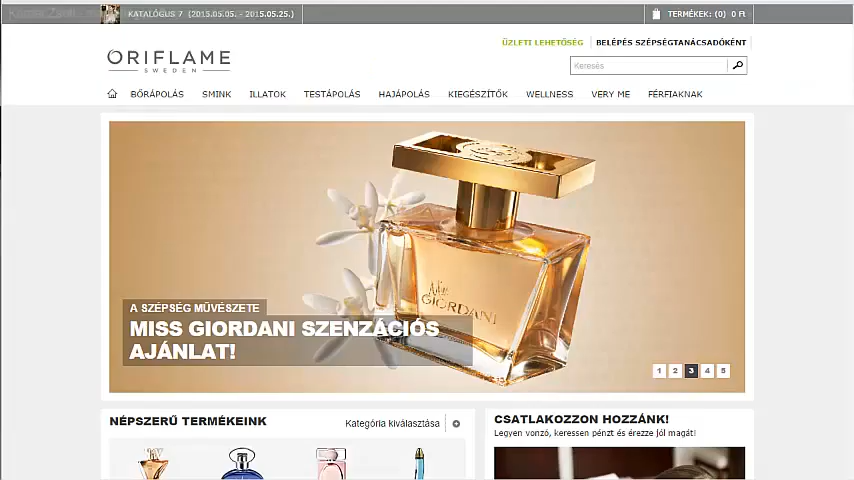 KATALÓGUS 7 (2015.05.05. - 2015.05.25.)
TERMÉKEK: (0) 0 Ft
ÜZLETI LEHETŐSÉG
BELÉPÉS SZÉPSÉGTANÁCSADÓKÉNT
ORIFLAME
SWEDEN
Keresés
BŐRÁPOLÁS SMINK ILLATOK TESTÁPOLÁS HAJÁPOLÁS KIEGÉSZÍTŐK WELLNESS VERY ME FÉRFIAKNAK
Miss
GIORDANI
A SZÉPSÉG MŰVÉSZETE
MISS GIORDANI SZENZÁCIÓS
AJÁNLAT!
1 2 3 4 5
NÉPSZERŰ TERMÉKEINK
Kategória kiválasztása
CSATLAKOZZON HOZZÁNK!
Legyen vonzó, keressen pénzt és érezze jól magát!